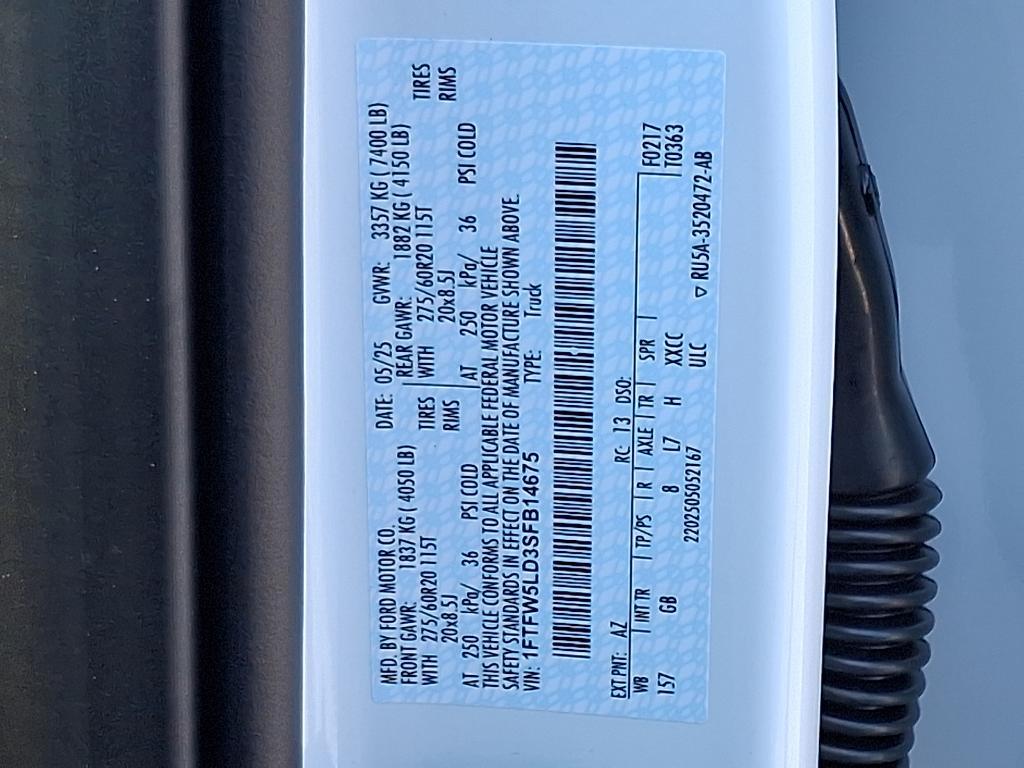 MFD. BY FORD MOTOR CO. DATE: 05/25 GVWR: 3357 KG ( 7400 LB)
FRONT GAWR: 1837 KG ( 4050 LB) REAR GAWR: 1882 KG ( 4150 LB)
WITH 275/60R20 115T TIRES WITH 275/60R20 115T TIRES
20x8.5J RIMS 20x8.5J RIMS
AT 250 kPa/ 36 PSI COLD AT 250 kPa/ 36 PSI COLD
THIS VEHICLE CONFORMS TO ALL APPLICABLE FEDERAL MOTOR VEHICLE
SAFETY STANDARDS IN EFFECT ON THE DATE OF MANUFACTURE SHOWN ABOVE.
VIN: 1FTFW5LD3SFB14675 TYPE: Truck
EXT PNT: AZ RC: 13 DSO:
WB INT TR TP/PS R AXLE TR SPR F0217
157 GB 8 L7 H XXCC T0363
2202505052167 ULC
▽ RU5A-3520472-AB